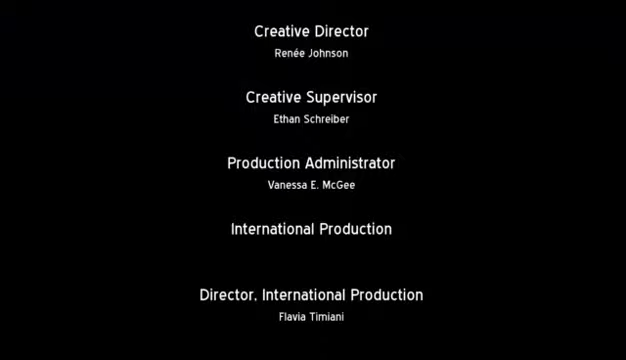 Creative Director
Renée Johnson
Creative Supervisor
Ethan Schreiber
Production Administrator
Vanessa E. McGee
International Production
Director, International Production
Flavia Timiani